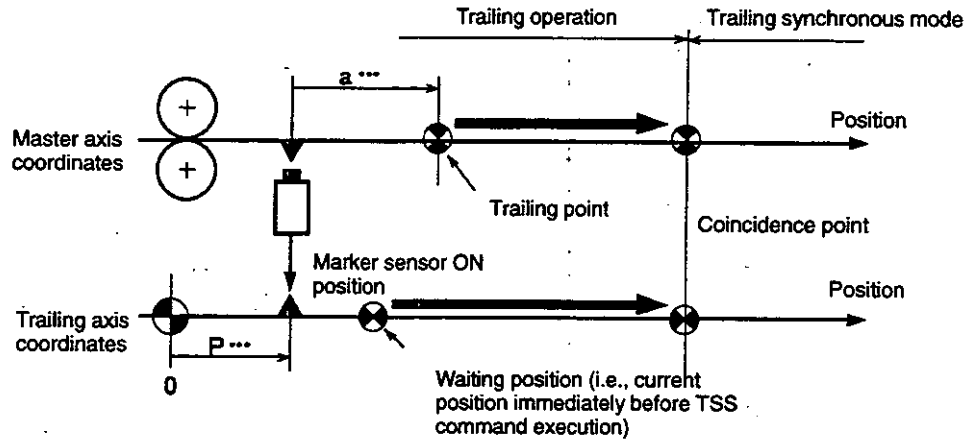 Trailing operation
Trailing synchronous mode
a ···
Master axis
coordinates
Position
Trailing point
Coincidence point
Marker sensor ON
position
Position
Trailing axis
coordinates
P ···
0
Waiting position (i.e., current
position immediately before TSS
command execution)